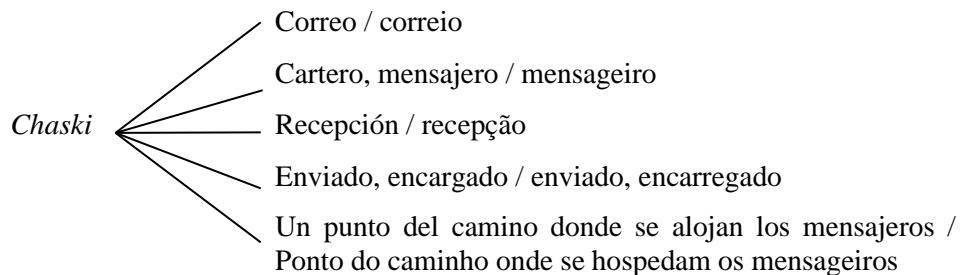 Correo / correio
Cartero, mensajero / mensageiro
Chaski
Recepción / recepção
Enviado, encargado / enviado, encarregado
Un punto del camino donde se alojan los mensajeros /
Ponto do caminho onde se hospedam os mensageiros